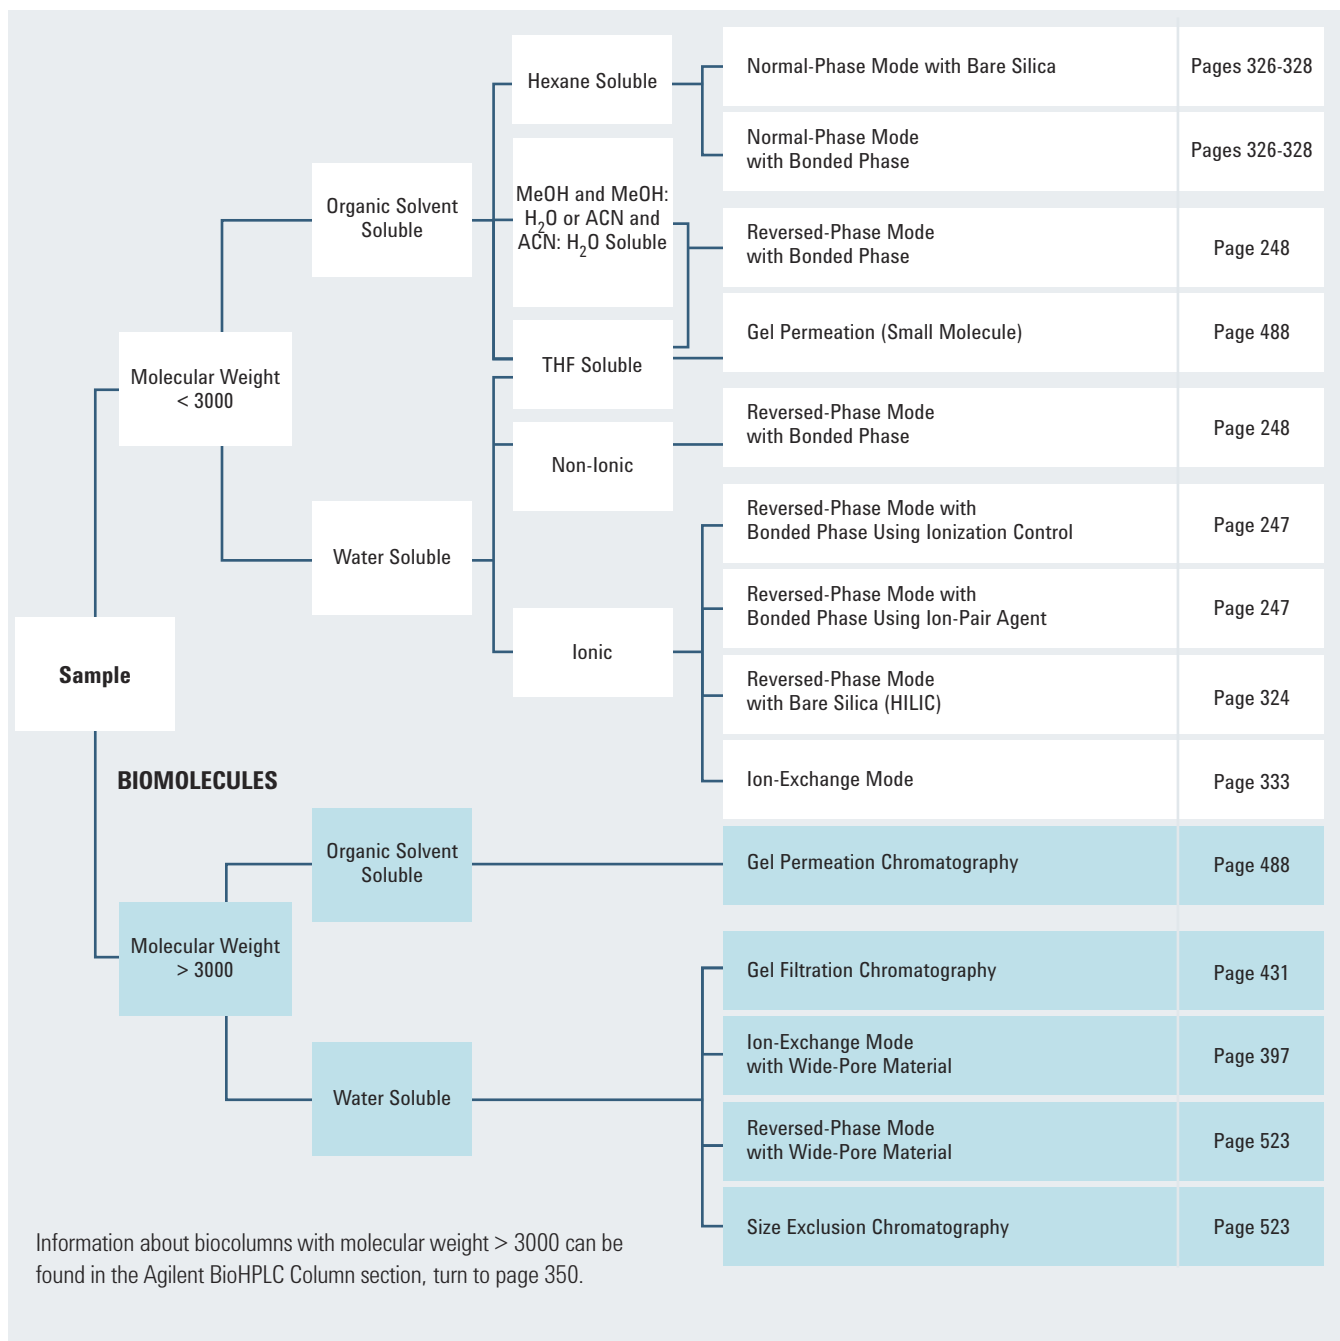 Hexane Soluble
Normal-Phase Mode with Bare Silica
Pages 326-328
Normal-Phase Mode
with Bonded Phase
Pages 326-328
Organic Solvent
Soluble
MeOH and MeOH:
H₂O or ACN and
ACN: H₂O Soluble
Reversed-Phase Mode
with Bonded Phase
Page 248
Gel Permeation (Small Molecule)
Page 488
Molecular Weight
< 3000
THF Soluble
Reversed-Phase Mode
with Bonded Phase
Page 248
Non-Ionic
Water Soluble
Reversed-Phase Mode with
Bonded Phase Using Ionization Control
Page 247
Reversed-Phase Mode with
Bonded Phase Using Ion-Pair Agent
Page 247
Ionic
Sample
Reversed-Phase Mode
with Bare Silica (HILIC)
Page 324
Ion-Exchange Mode
Page 333
BIOMOLECULES
Organic Solvent
Soluble
Gel Permeation Chromatography
Page 488
Molecular Weight
> 3000
Gel Filtration Chromatography
Page 431
Ion-Exchange Mode
with Wide-Pore Material
Page 397
Water Soluble
Reversed-Phase Mode
with Wide-Pore Material
Page 523
Size Exclusion Chromatography
Page 523
Information about biocolumns with molecular weight > 3000 can be
found in the Agilent BioHPLC Column section, turn to page 350.